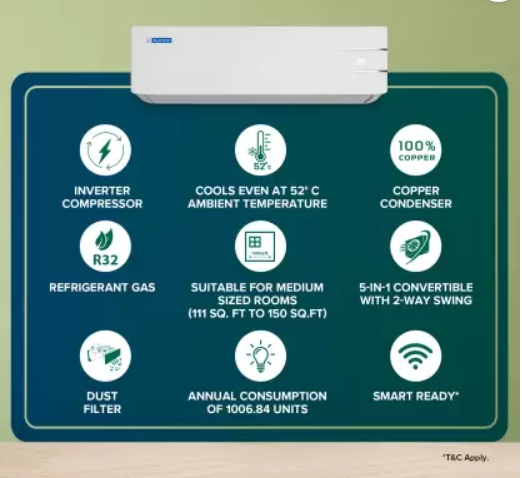 BLUE STAR
52°c
100%
COPPER
INVERTER
COMPRESSOR
COOLS EVEN AT 52° C
AMBIENT TEMPERATURE
COPPER
CONDENSER
R32
REFRIGERANT GAS
SUITABLE FOR MEDIUM
SIZED ROOMS
(111 SQ. FT TO 150 SQ.FT)
5-IN-1 CONVERTIBLE
WITH 2-WAY SWING
DUST
FILTER
ANNUAL CONSUMPTION
OF 1006.84 UNITS
SMART READY*
*T&C Apply.